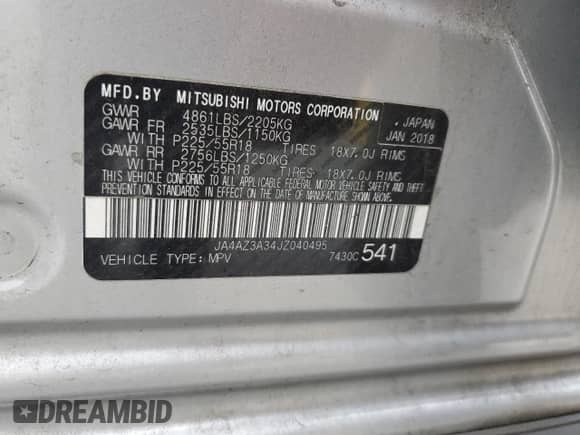 MFD. BY MITSUBISHI MOTORS CORPORATION
GVWR 4861LBS/2205KG
GAWR FR 2535LBS/1150KG
WITH P225/55R18 TIRES 18X7.0J RIMS
GAWR RR 2756LBS/1250KG
WITH P225/55R18 TIRES 18X7.0J RIMS
. JAPAN
JAN 2018
THIS VEHICLE CONFORMS TO ALL APPLICABLE FEDERAL MOTOR VEHICLE SAFETY AND THEFT
PREVENTION STANDARDS IN EFFECT ON THE DATE OF MANUFACTURE SHOWN ABOVE.
JA4AZ3A34JZ040495
VEHICLE TYPE: MPV 7430C 541
DREAMBID